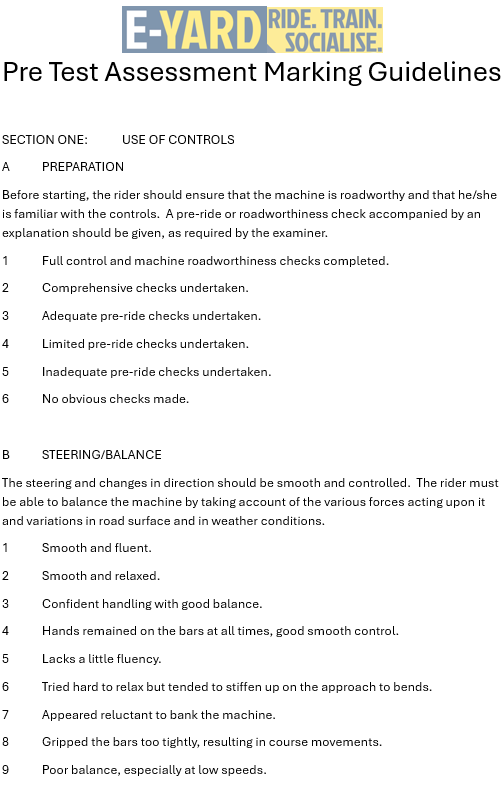 E-YARD RIDE. TRAIN.
SOCIALISE.
Pre Test Assessment Marking Guidelines
SECTION ONE: USE OF CONTROLS
A PREPARATION
Before starting, the rider should ensure that the machine is roadworthy and that he/she
is familiar with the controls. A pre-ride or roadworthiness check accompanied by an
explanation should be given, as required by the examiner.
1 Full control and machine roadworthiness checks completed.
2 Comprehensive checks undertaken.
3 Adequate pre-ride checks undertaken.
4 Limited pre-ride checks undertaken.
5 Inadequate pre-ride checks undertaken.
6 No obvious checks made.
B STEERING/BALANCE
The steering and changes in direction should be smooth and controlled. The rider must
be able to balance the machine by taking account of the various forces acting upon it
and variations in road surface and in weather conditions.
1 Smooth and fluent.
2 Smooth and relaxed.
3 Confident handling with good balance.
4 Hands remained on the bars at all times, good smooth control.
5 Lacks a little fluency.
6 Tried hard to relax but tended to stiffen up on the approach to bends.
7 Appeared reluctant to bank the machine.
8 Gripped the bars too tightly, resulting in course movements.
9 Poor balance, especially at low speeds.